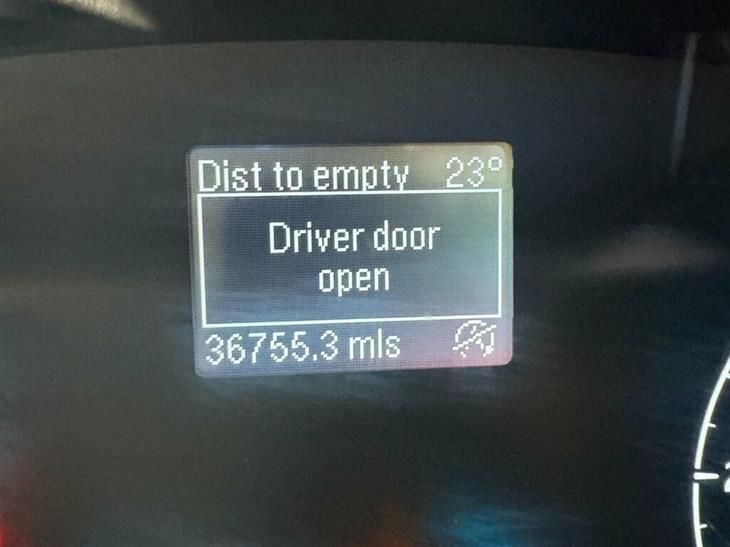 Dist to empty 23°
Driver door
open
36755.3 mls